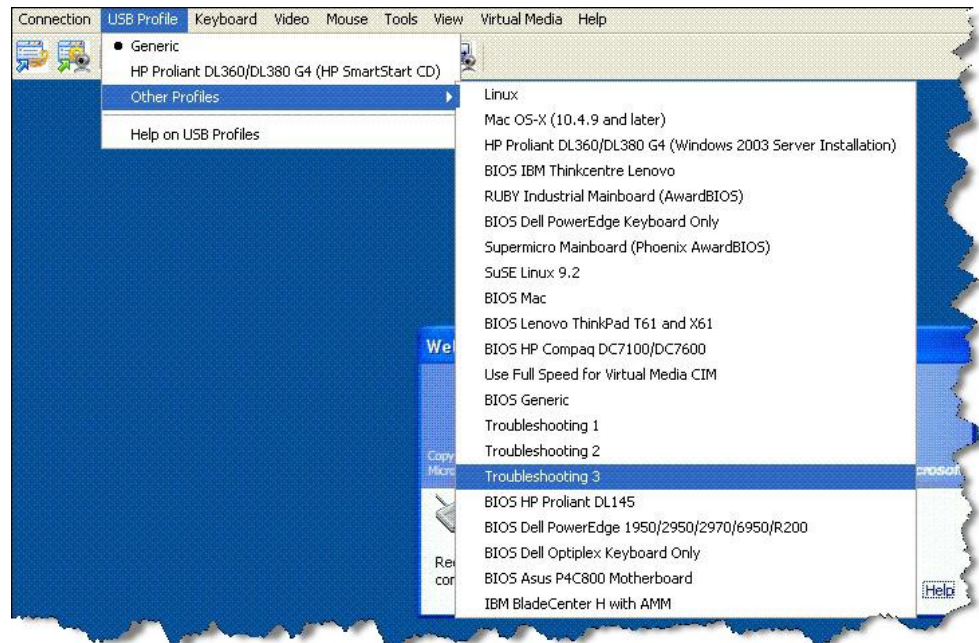 Connection USB Profile Keyboard Video Mouse Tools View Virtual Media Help
Generic
HP Proliant DL360/DL380 G4 (HP SmartStart CD)
Other Profiles
Help on USB Profiles
Linux
Mac OS-X (10.4.9 and later)
HP Proliant DL360/DL380 G4 (Windows 2003 Server Installation)
BIOS IBM Thinkcentre Lenovo
RUBY Industrial Mainboard (AwardBIOS)
BIOS Dell PowerEdge Keyboard Only
Supermicro Mainboard (Phoenix AwardBIOS)
SuSE Linux 9.2
BIOS Mac
BIOS Lenovo ThinkPad T61 and X61
BIOS HP Compaq DC7100/DC7600
Use Full Speed for Virtual Media CIM
BIOS Generic
Troubleshooting 1
Troubleshooting 2
Troubleshooting 3
BIOS HP Proliant DL145
BIOS Dell PowerEdge 1950/2950/2970/6950/R200
BIOS Dell Optiplex Keyboard Only
BIOS Asus P4C800 Motherboard
IBM BladeCenter H with AMM
Wel
Copy
Micro
crosoft
Re
cor
Help